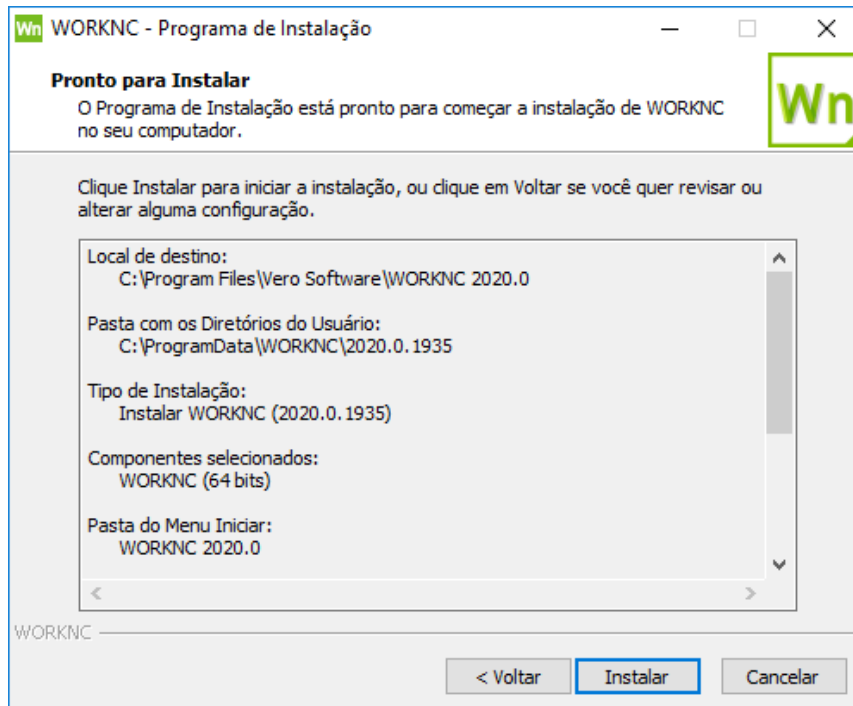 Wn WORKNC - Programa de Instalação
Pronto para Instalar
O Programa de Instalação está pronto para começar a instalação de WORKNC
no seu computador.
Wn
Clique Instalar para iniciar a instalação, ou clique em Voltar se você quer revisar ou
alterar alguma configuração.
Local de destino:
C:\Program Files\Vero Software\WORKNC 2020.0
Pasta com os Diretórios do Usuário:
C:\ProgramData\WORKNC\2020.0.1935
Tipo de Instalação:
Instalar WORKNC (2020.0.1935)
Componentes selecionados:
WORKNC (64 bits)
Pasta do Menu Iniciar:
WORKNC 2020.0
WORKNC
< Voltar
Instalar
Cancelar